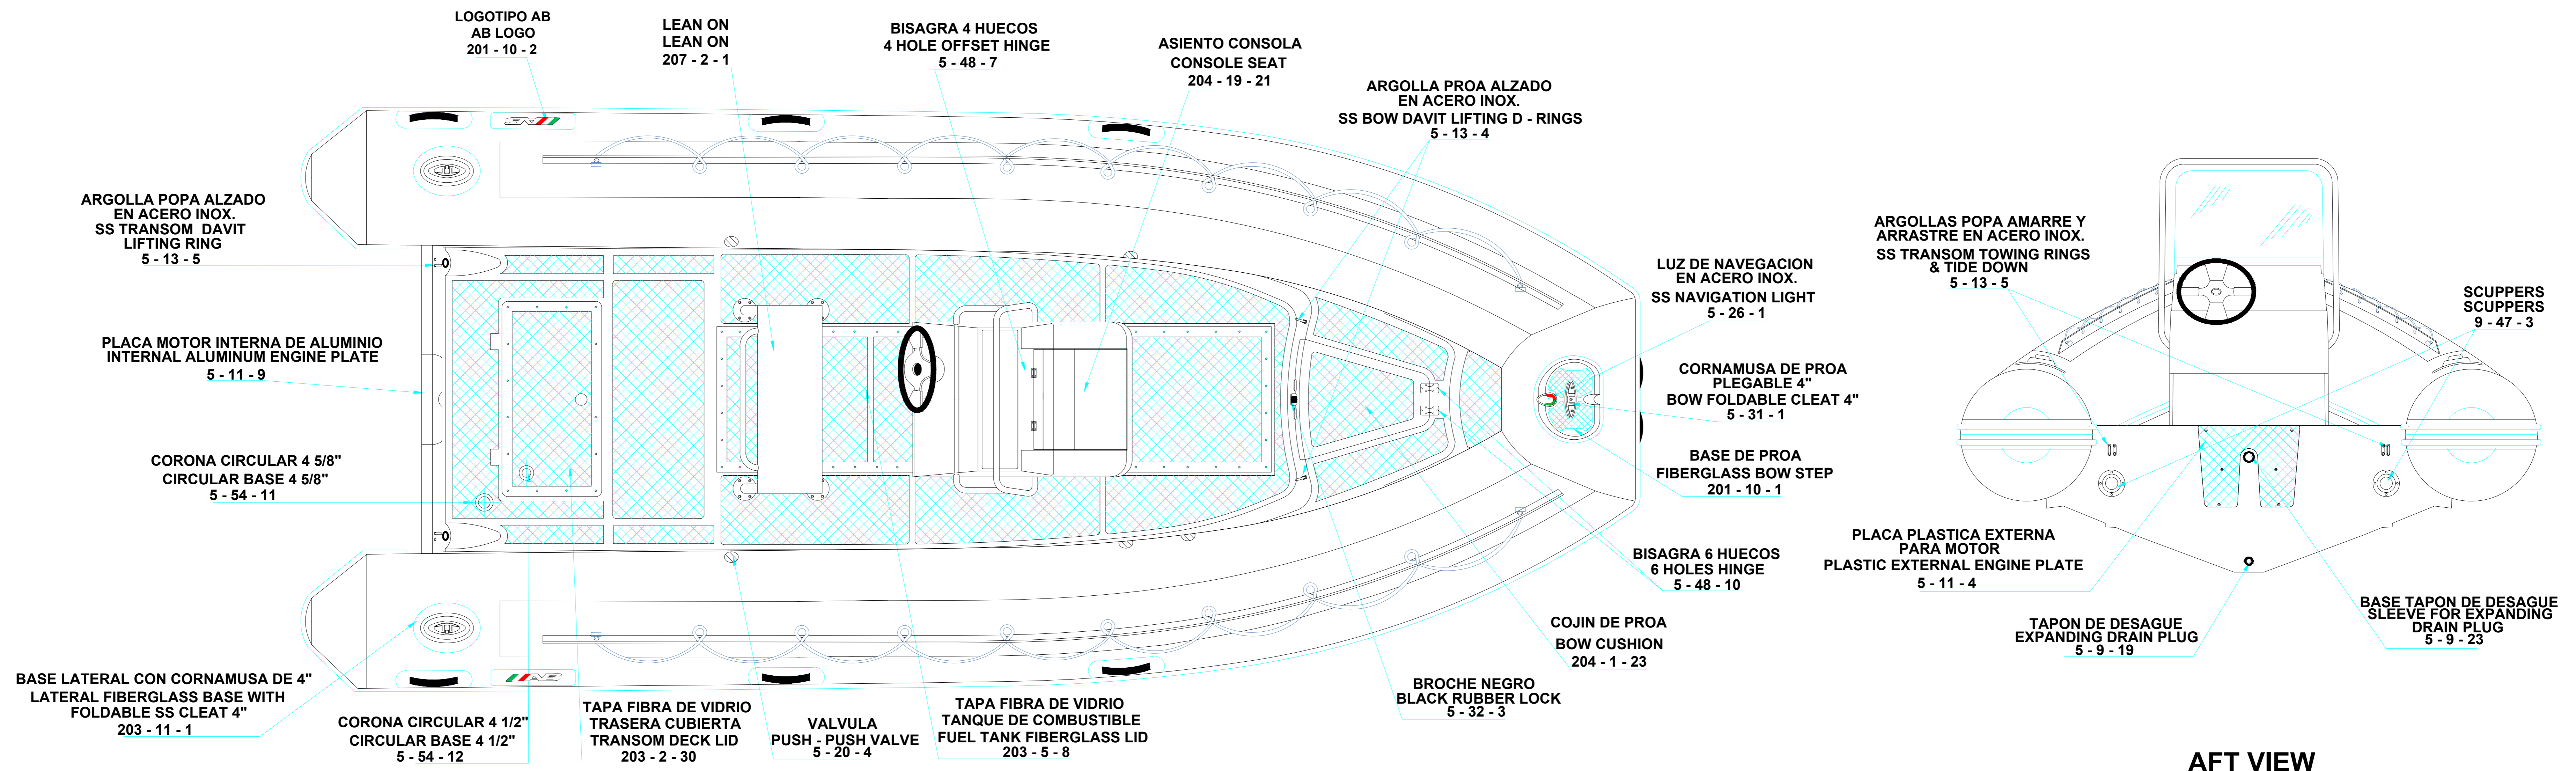 LOGOTIPO AB
AB LOGO
201 - 10 - 2
LEAN ON
LEAN ON
207 - 2 - 1
BISAGRA 4 HUECOS
4 HOLE OFFSET HINGE
5 - 48 - 7
ASIENTO CONSOLA
CONSOLE SEAT
204 - 19 - 21
ARGOLLA PROA ALZADO
EN ACERO INOX.
SS BOW DAVIT LIFTING D - RINGS
5 - 13 - 4
ARGOLLA POPA ALZADO
EN ACERO INOX.
SS TRANSOM DAVIT
LIFTING RING
5 - 13 - 5
PLACA MOTOR INTERNA DE ALUMINIO
INTERNAL ALUMINUM ENGINE PLATE
5 - 11 - 9
CORONA CIRCULAR 4 5/8"
CIRCULAR BASE 4 5/8"
5 - 54 - 11
BASE LATERAL CON CORNAMUSA DE 4"
LATERAL FIBERGLASS BASE WITH
FOLDABLE SS CLEAT 4"
203 - 11 - 1
CORONA CIRCULAR 4 1/2"
CIRCULAR BASE 4 1/2"
5 - 54 - 12
TAPA FIBRA DE VIDRIO
TRASERA CUBIERTA
TRANSOM DECK LID
203 - 2 - 30
VALVULA
PUSH - PUSH VALVE
5 - 20 - 4
TAPA FIBRA DE VIDRIO
TANQUE DE COMBUSTIBLE
FUEL TANK FIBERGLASS LID
203 - 5 - 8
BROCHE NEGRO
BLACK RUBBER LOCK
5 - 32 - 3
COJIN DE PROA
BOW CUSHION
204 - 1 - 23
BISAGRA 6 HUECOS
6 HOLES HINGE
5 - 48 - 10
BASE DE PROA
FIBERGLASS BOW STEP
201 - 10 - 1
CORNAMUSA DE PROA
PLEGABLE 4"
BOW FOLDABLE CLEAT 4"
5 - 31 - 1
LUZ DE NAVEGACION
EN ACERO INOX.
SS NAVIGATION LIGHT
5 - 26 - 1
ARGOLLAS POPA AMARRE Y
ARRASTRE EN ACERO INOX.
SS TRANSOM TOWING RINGS
& TIDE DOWN
5 - 13 - 5
SCUPPERS
SCUPPERS
9 - 47 - 3
PLACA PLASTICA EXTERNA
PARA MOTOR
PLASTIC EXTERNAL ENGINE PLATE
5 - 11 - 4
TAPON DE DESAGUE
EXPANDING DRAIN PLUG
5 - 9 - 19
BASE TAPON DE DESAGUE
SLEEVE FOR EXPANDING
DRAIN PLUG
5 - 9 - 23
AFT VIEW